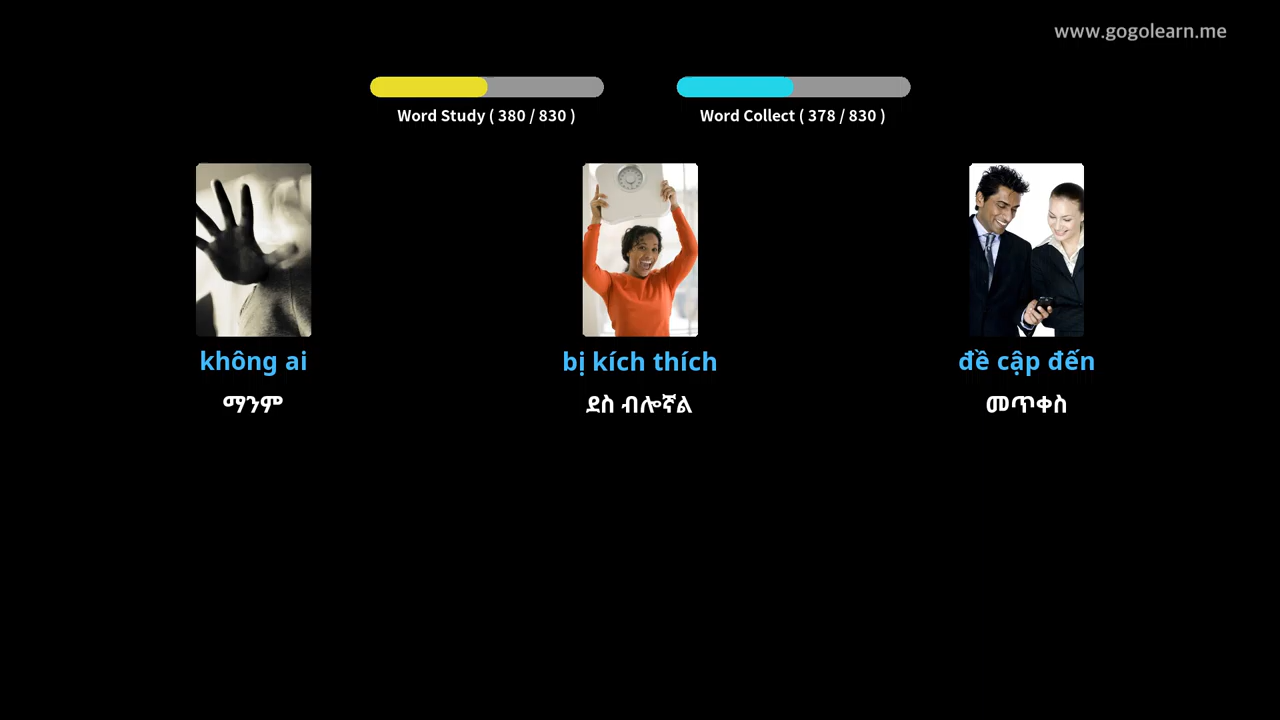 www.gogolearn.me
Word Study ( 380 / 830 )
Word Collect ( 378 / 830 )
không ai
bị kích thích
đề cập đến
ማንም
ደስ ብሎኛል
መጥቀስ